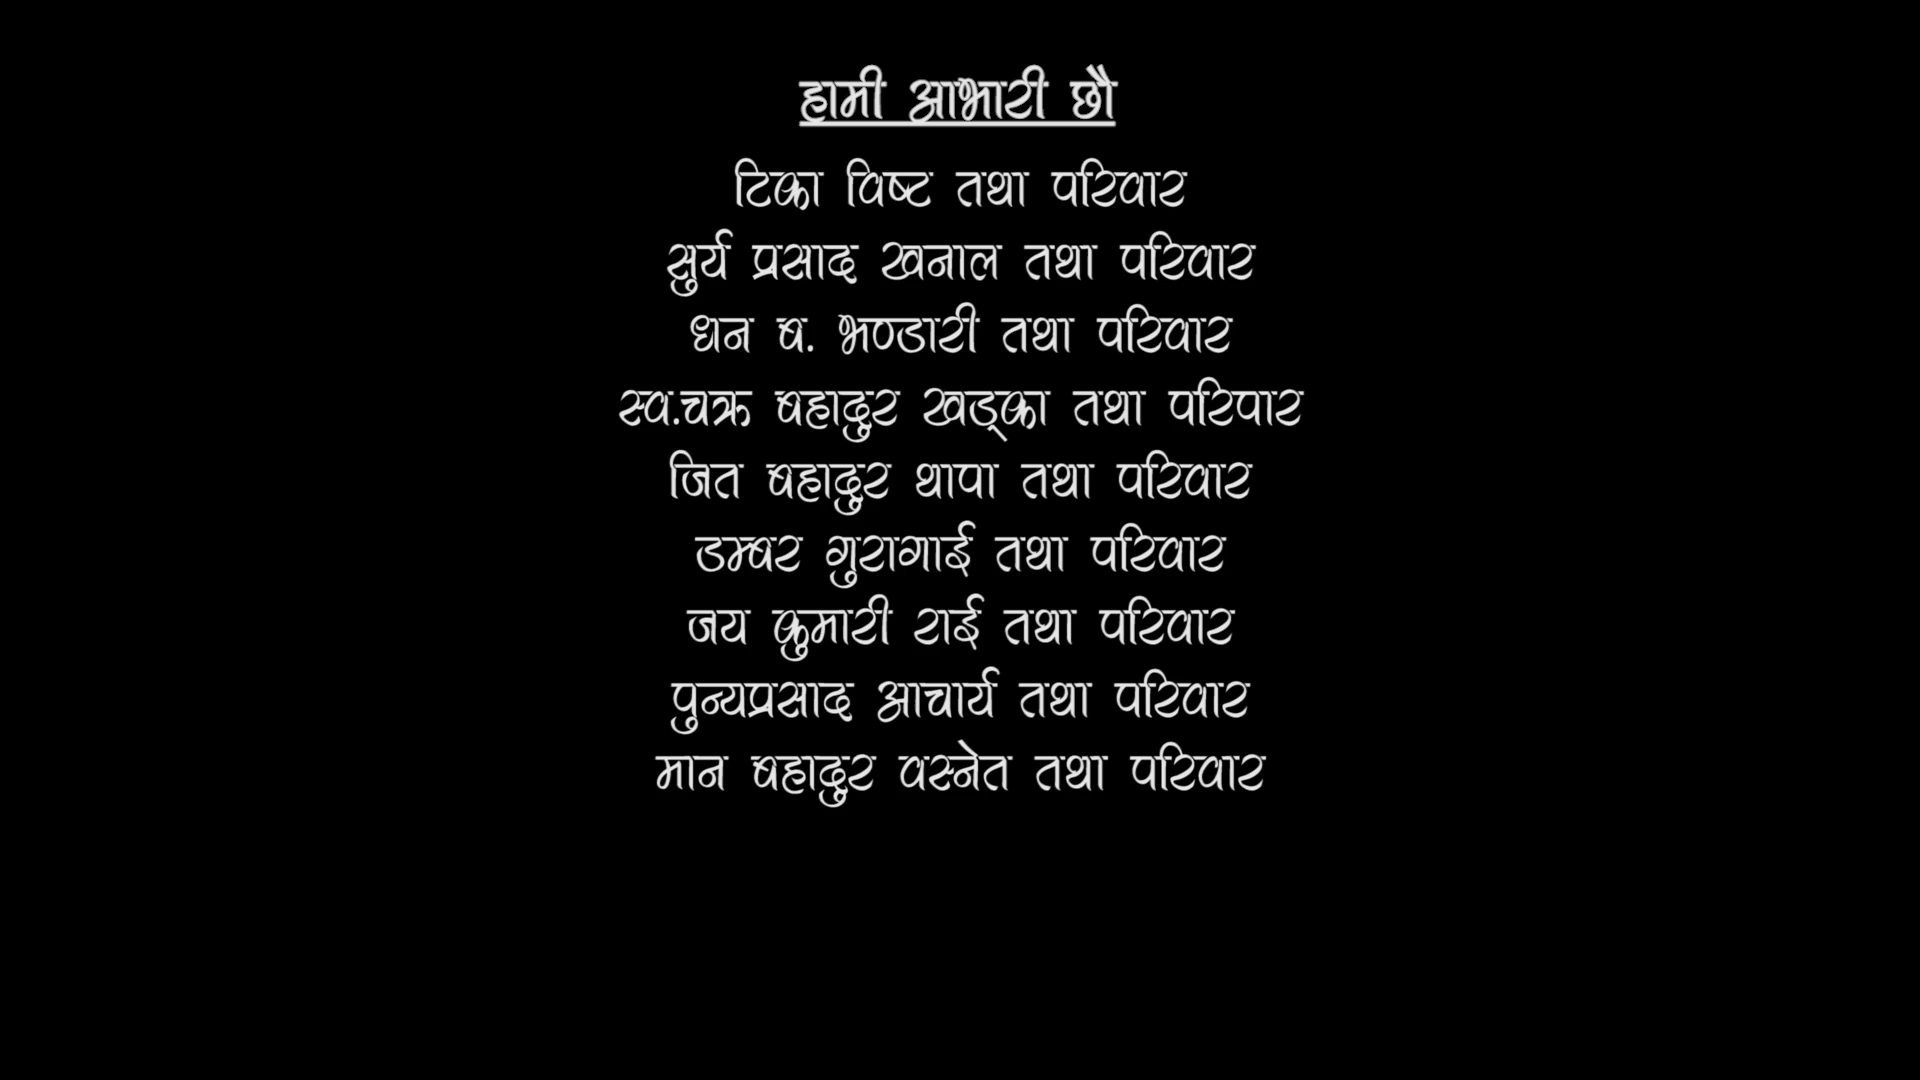 हामी आभारी छौ
टिका विष्ट तथा परिवार
सुर्य प्रसाद खनाल तथा परिवार
धन ब. भण्डारी तथा परिवार
स्व.चक्र बहादुर खड्का तथा परिपार
जित बहादुर थापा तथा परिवार
डम्बर गुरागाई तथा परिवार
जय कुमारी राई तथा परिवार
पुन्यप्रसाद आचार्य तथा परिवार
मान बहादुर वस्नेत तथा परिवार